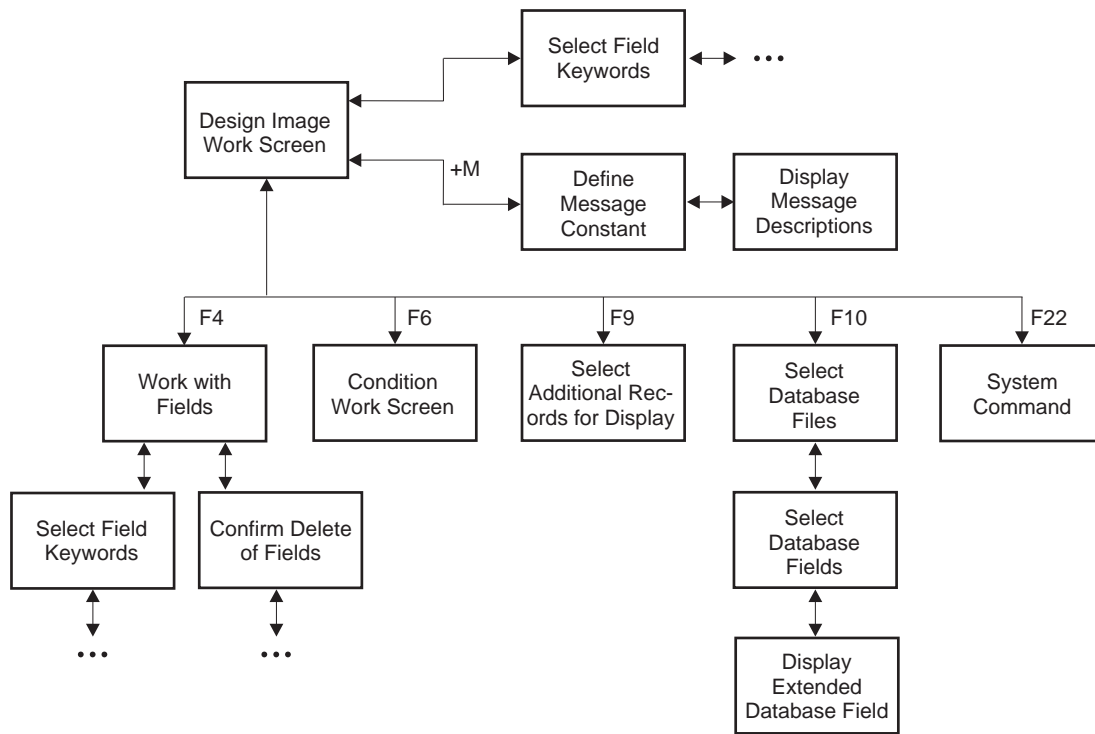 Select Field
Keywords
•••
Design Image
Work Screen
+M
Define
Message
Constant
Display
Message
Descriptions
F4
F6
F9
F10
F22
Work with
Fields
Condition
Work Screen
Select
Additional Rec-
ords for Display
Select
Database
Files
System
Command
Select Field
Keywords
Confirm Delete
of Fields
Select
Database
Fields
•••
•••
Display
Extended
Database Field